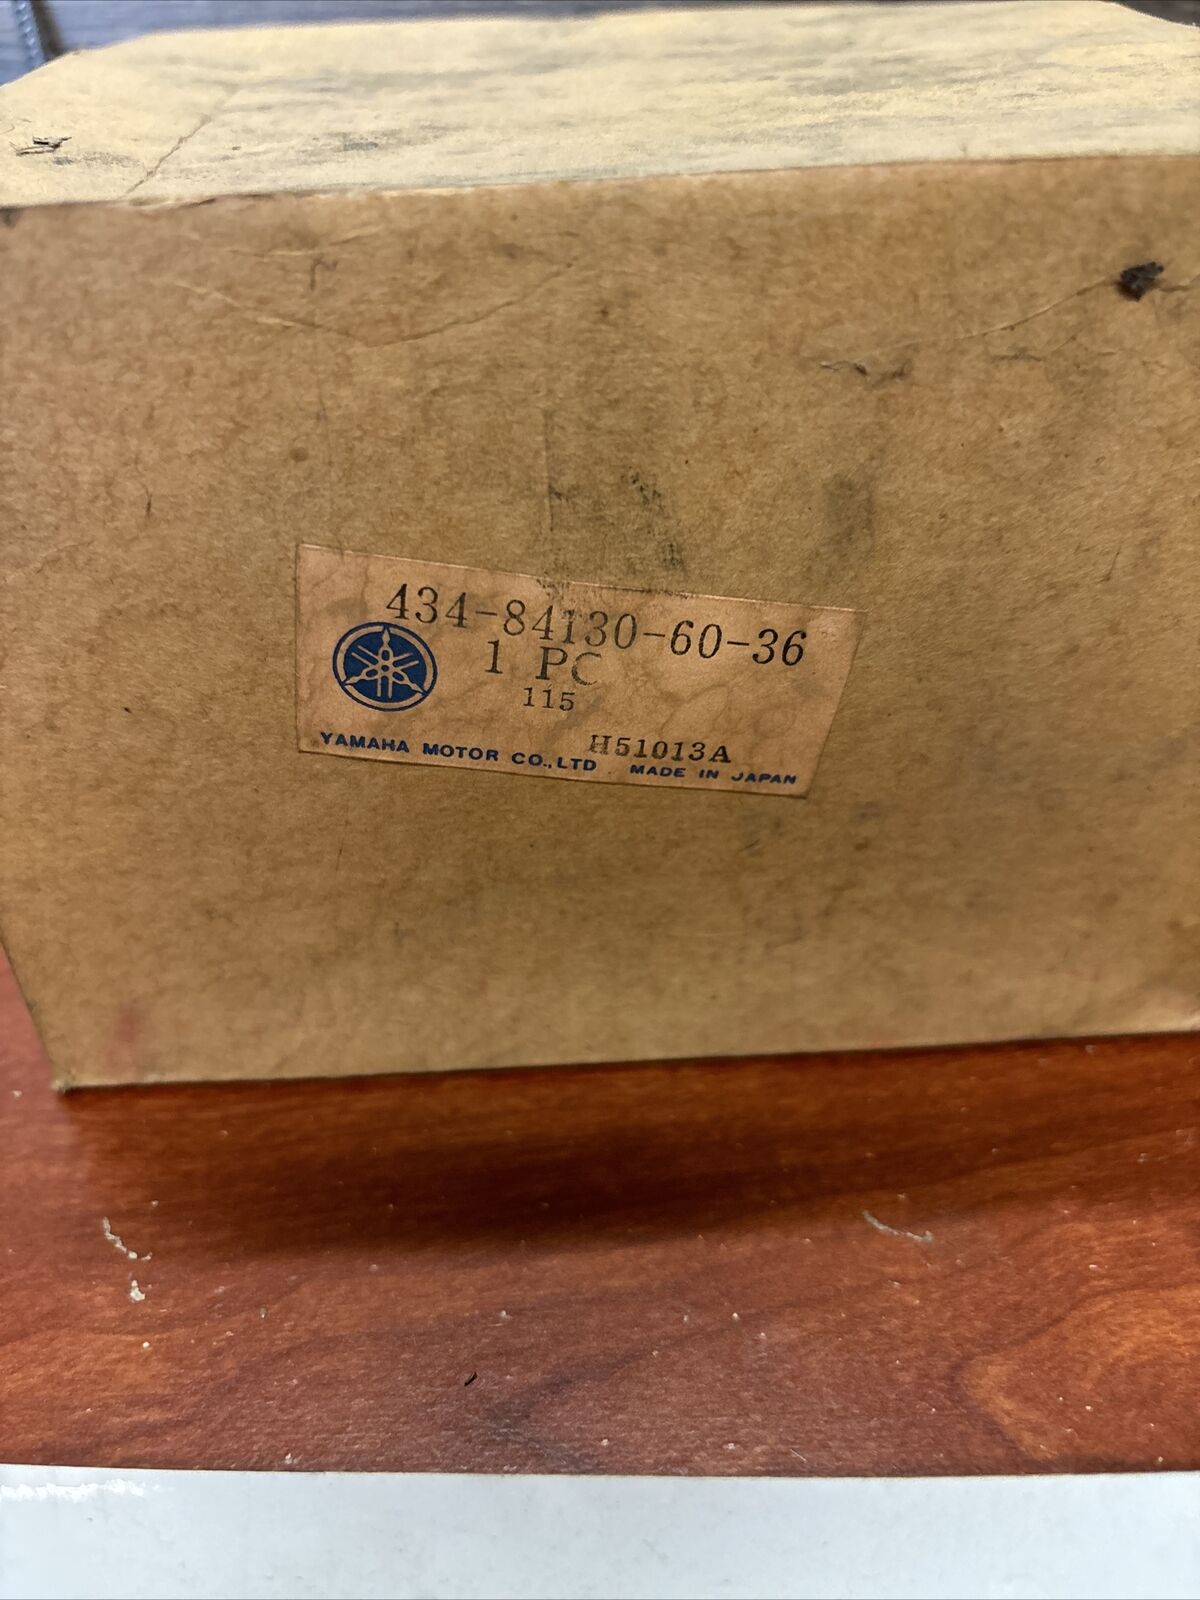 434-84130-60-36
1 PC
115
H51013A
YAMAHA MOTOR CO.,LTD MADE IN JAPAN